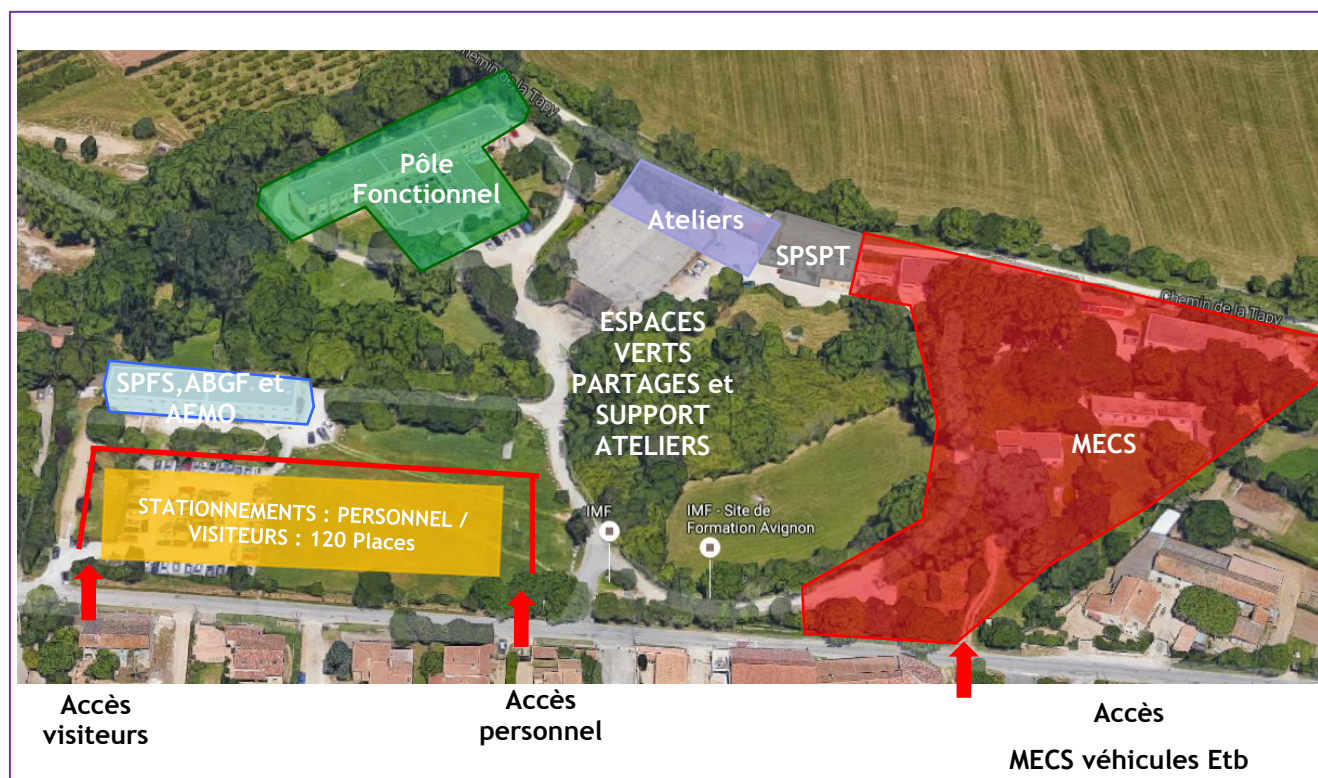 Chemin de la Tapy
Pôle
Fonctionnel
Ateliers
SPSPT
Chemin de la Tapy
ESPACES
VERTS
PARTAGES et
SUPPORT
ATELIERS
SPFS,ABGF et
AEMO
MECS
STATIONNEMENTS : PERSONNEL /
VISITEURS : 120 Places
IMF
IMF - Site de
Formation Avignon
Accès
visiteurs
Accès
personnel
Accès
MECS véhicules Etb